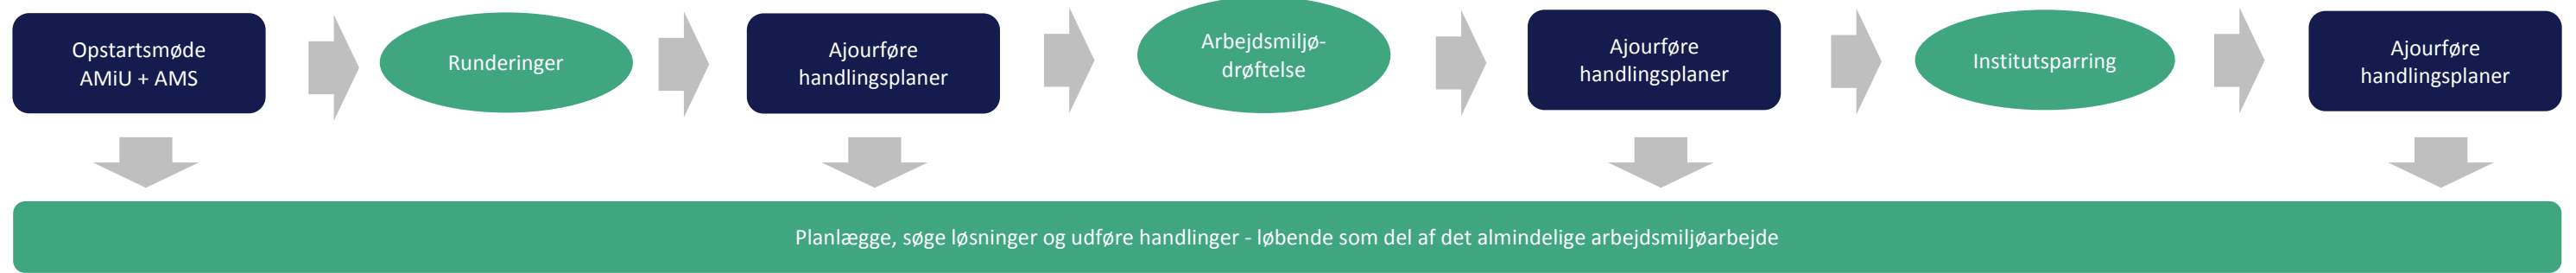 Opstartsmøde
AMiU + AMS
Runderinger
Ajourføre
handlingsplaner
Arbejdsmiljø-
drøftelse
Ajourføre
handlingsplaner
Institutsparring
Ajourføre
handlingsplaner
Planlægge, søge løsninger og udføre handlinger - løbende som del af det almindelige arbejdsmiljøarbejde